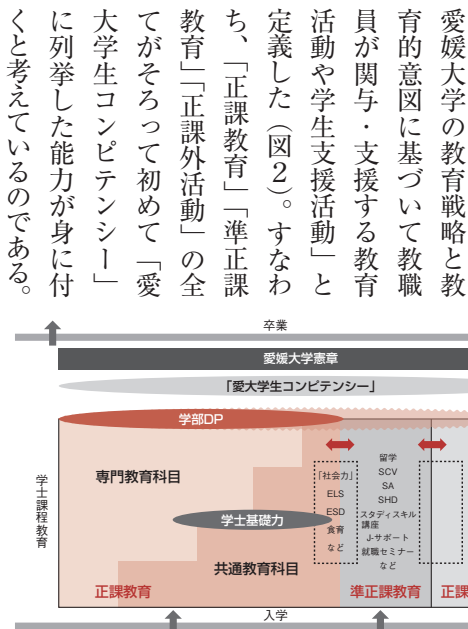 愛媛大学の教育戦略と教
育的意図に基づいて教職
員が関与・支援する教育
活動や学生支援活動」と
定義した（図2）。すなわ
ち、「正課教育」「準正課
教育」「正課外活動」の全
てがそろって初めて「愛
大学生コンピテンシー」
に列挙した能力が身に付
くと考えているのである。
卒業
愛媛大学憲章
「愛大学生コンピテンシー」
学部DP
学士課程教育
専門教育科目
学士基礎力
共通教育科目
正課教育
「社会力」
ELS
ESD
食育
など
留学
SCV
SA
SHD
スタディスキル
講座
J-サポート
就職セミナー
など
準正課教育
正課
入学